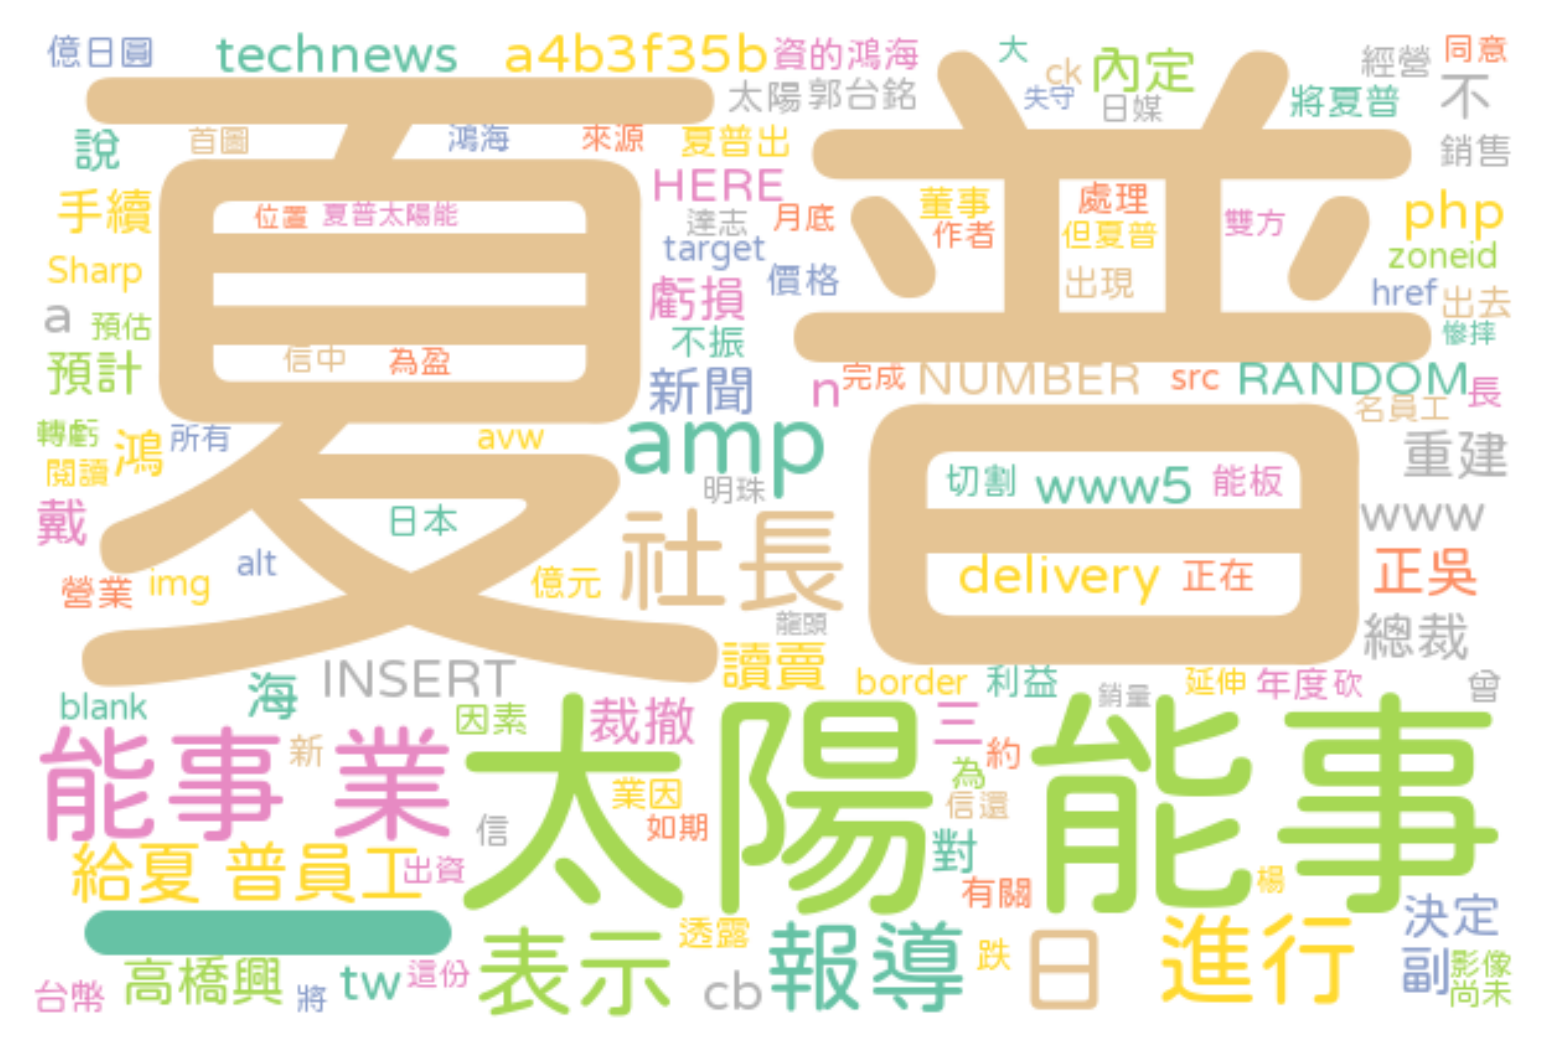 億日圓 technews a4b3f35b 資的鴻海 大 ck 內定 經營 同意
太陽 郭台銘 失守 日媒 將夏普 不
夏普
說 首圖 鴻海 來源 夏普出 銷售
手續 位置 夏普太陽能 HERE 達志 月底 董事 處理 雙方 php
作者 但夏普
Sharp target 價格 出現 zoneid
a 預估 虧損 href 出去
預計 信中 為盈 不振 慘摔
新聞 n 完成 NUMBER src RANDOM 長
名員工
轉虧 鴻 所有 avw amp 重建
閱讀 明珠 切割 www5 能板
戴 日本 社長 www
營業 img alt 億元 delivery 正在 正吳
龍頭 總裁
海 INSERT 讀賣 border 利益 銷量 延伸 年度砍 曾
blank 因素 裁撤 三
能事業 新 太陽能事 為 約
業因 信還
信 如期 對
給夏 普員工 出資 有關 楊
一 表示 透露 報導 跌 日 進行 決定
台幣 高橋興 將 tw 這份 cb 副 影像
尚未